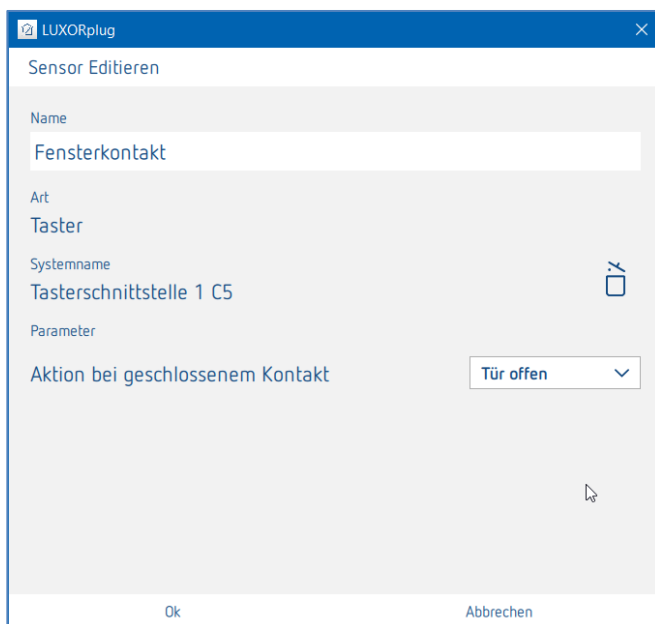 LUXORplug
Sensor Editieren
Name
Fensterkontakt
Art
Taster
Systemname
Tasterschnittstelle 1 C5
Parameter
Aktion bei geschlossenem Kontakt
Tür offen
Ok
Abbrechen